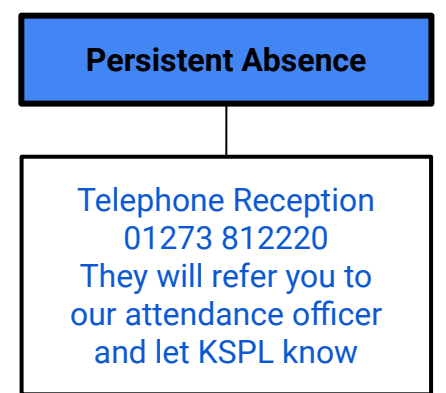 Persistent Absence
Telephone Reception
01273 812220
They will refer you to
our attendance officer
and let KSPL know